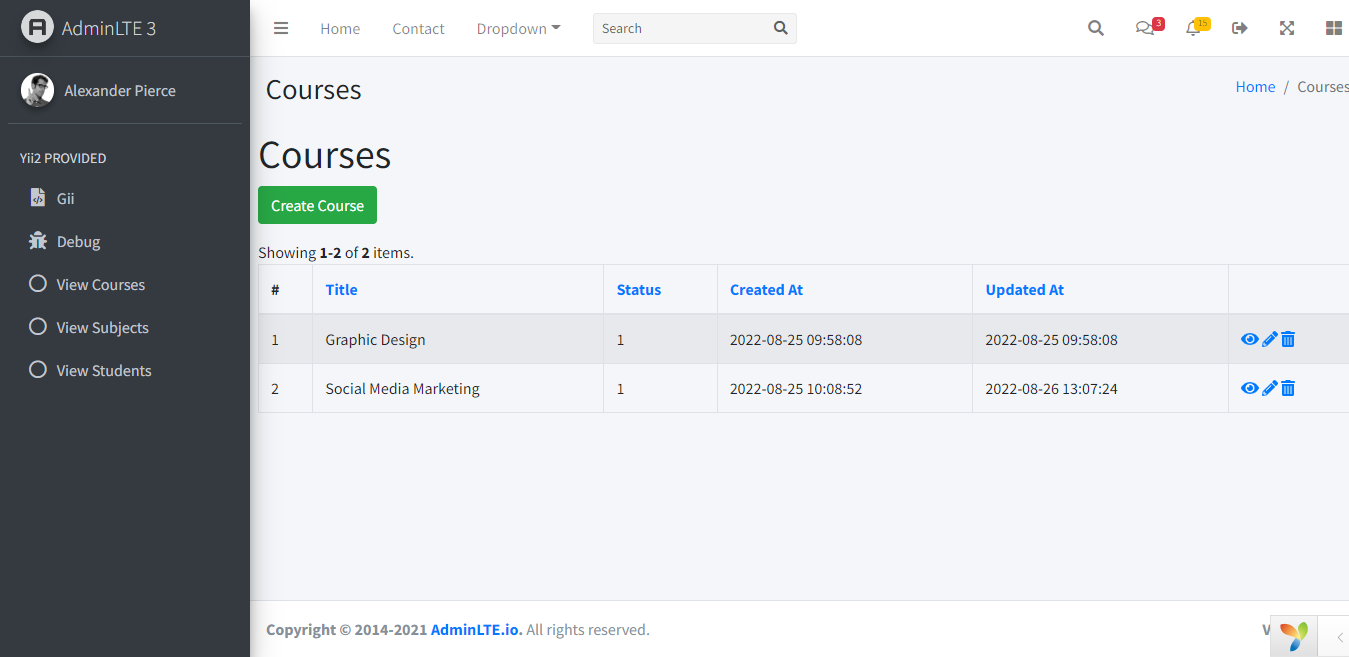 AdminLTE 3
Home Contact Dropdown Search 3 15
Alexander Pierce
Courses
Home / Courses
Yii2 PROVIDED
Gii
Debug
View Courses
View Subjects
View Students
Courses
Create Course
Showing 1-2 of 2 items.
# Title Status Created At Updated At
1 Graphic Design 1 2022-08-25 09:58:08 2022-08-25 09:58:08
2 Social Media Marketing 1 2022-08-25 10:08:52 2022-08-26 13:07:24
Copyright © 2014-2021 AdminLTE.io. All rights reserved.